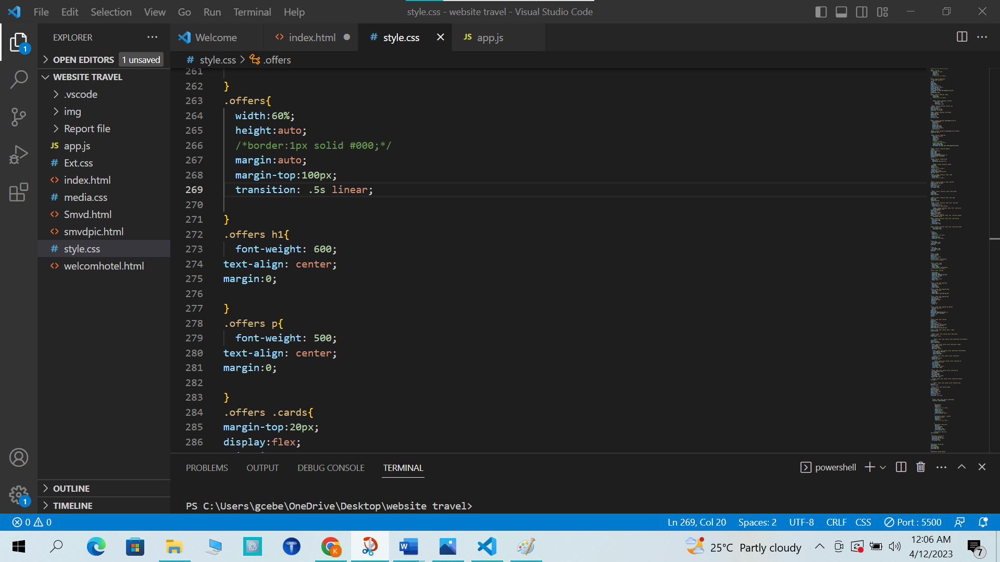 File Edit Selection View Go Run Terminal Help
style.css - website travel - Visual Studio Code
EXPLORER
Welcome
index.html
# style.css
JS app.js
OPEN EDITORS 1 unsaved
# style.css > .offers
WEBSITE TRAVEL
.vscode
img
Report file
JS app.js
# Ext.css
<> index.html
# media.css
<> Smvd.html
<> smvdpic.html
# style.css
<> welcomhotel.html
OUTLINE
TIMELINE
261
262 }
263 .offers{
264 width:60%;
265 height:auto;
266 /*border:1px solid #000;*/
267 margin:auto;
268 margin-top:100px;
269 transition: .5s linear;
270
271 }
272 .offers h1{
273 font-weight: 600;
274 text-align: center;
275 margin:0;
276
277 }
278 .offers p{
279 font-weight: 500;
280 text-align: center;
281 margin:0;
282
283 }
284 .offers .cards{
285 margin-top:20px;
286 display:flex;
PROBLEMS OUTPUT DEBUG CONSOLE TERMINAL
powershell
PS C:\Users\gcebe\OneDrive\Desktop\website travel>
0 0
Ln 269, Col 20 Spaces: 2 UTF-8 CRLF CSS Port : 5500
25°C Partly cloudy
12:06 AM
4/12/2023
7